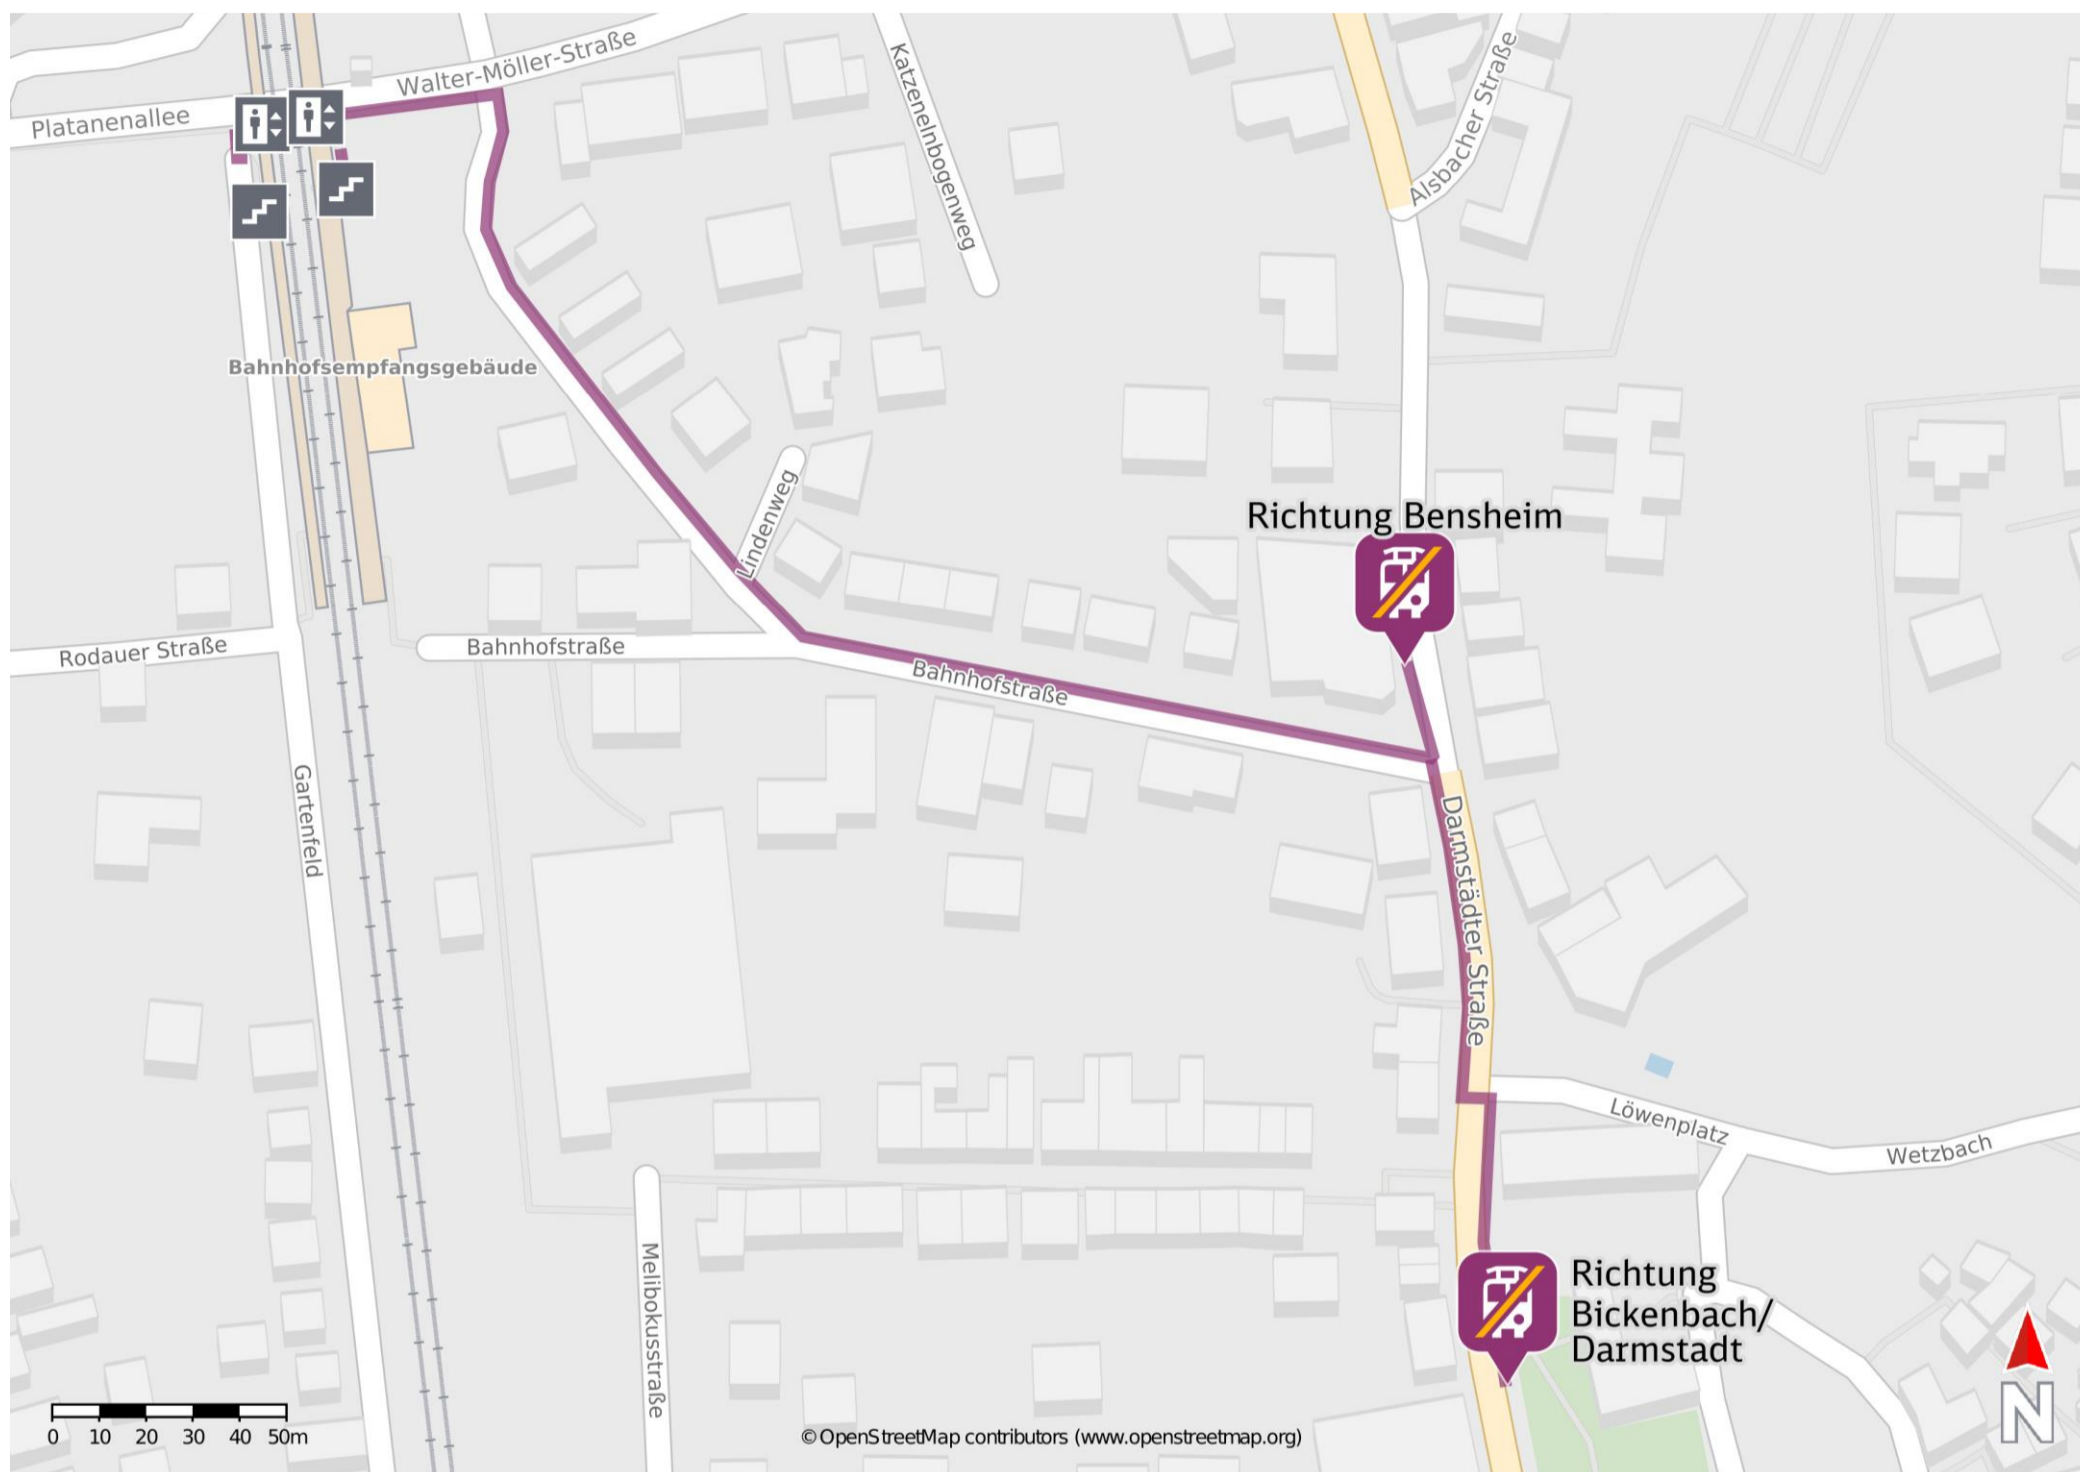 Walter-Möller-Straße
Platanenallee
Katzenelnbogenweg
Alsbacher Straße
Bahnhofsempfangsgebäude
Lindenweg
Richtung Bensheim
Rodauer Straße
Bahnhofstraße
Bahnhofstraße
Gartenfeld
Darmstädter Straße
Löwenplatz
Wetzbach
Melibokusstraße
Richtung
Bickenbach/
Darmstadt
0 10 20 30 40 50m
© OpenStreetMap contributors (www.openstreetmap.org)
N